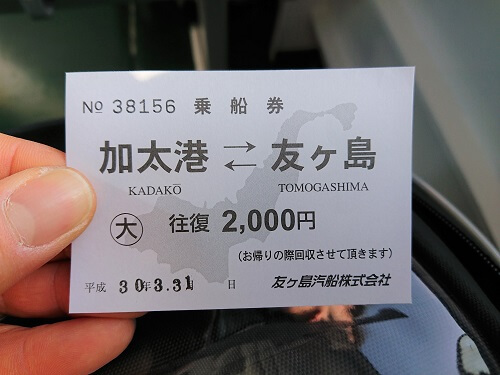 No 38156 乗船券
加太港 ⇄ 友ヶ島
KADAKŌ TOMOGASHIMA
大 往復 2,000円
(お帰りの際回収させて頂きます)
平成 30年3.31 日 友ヶ島汽船株式会社